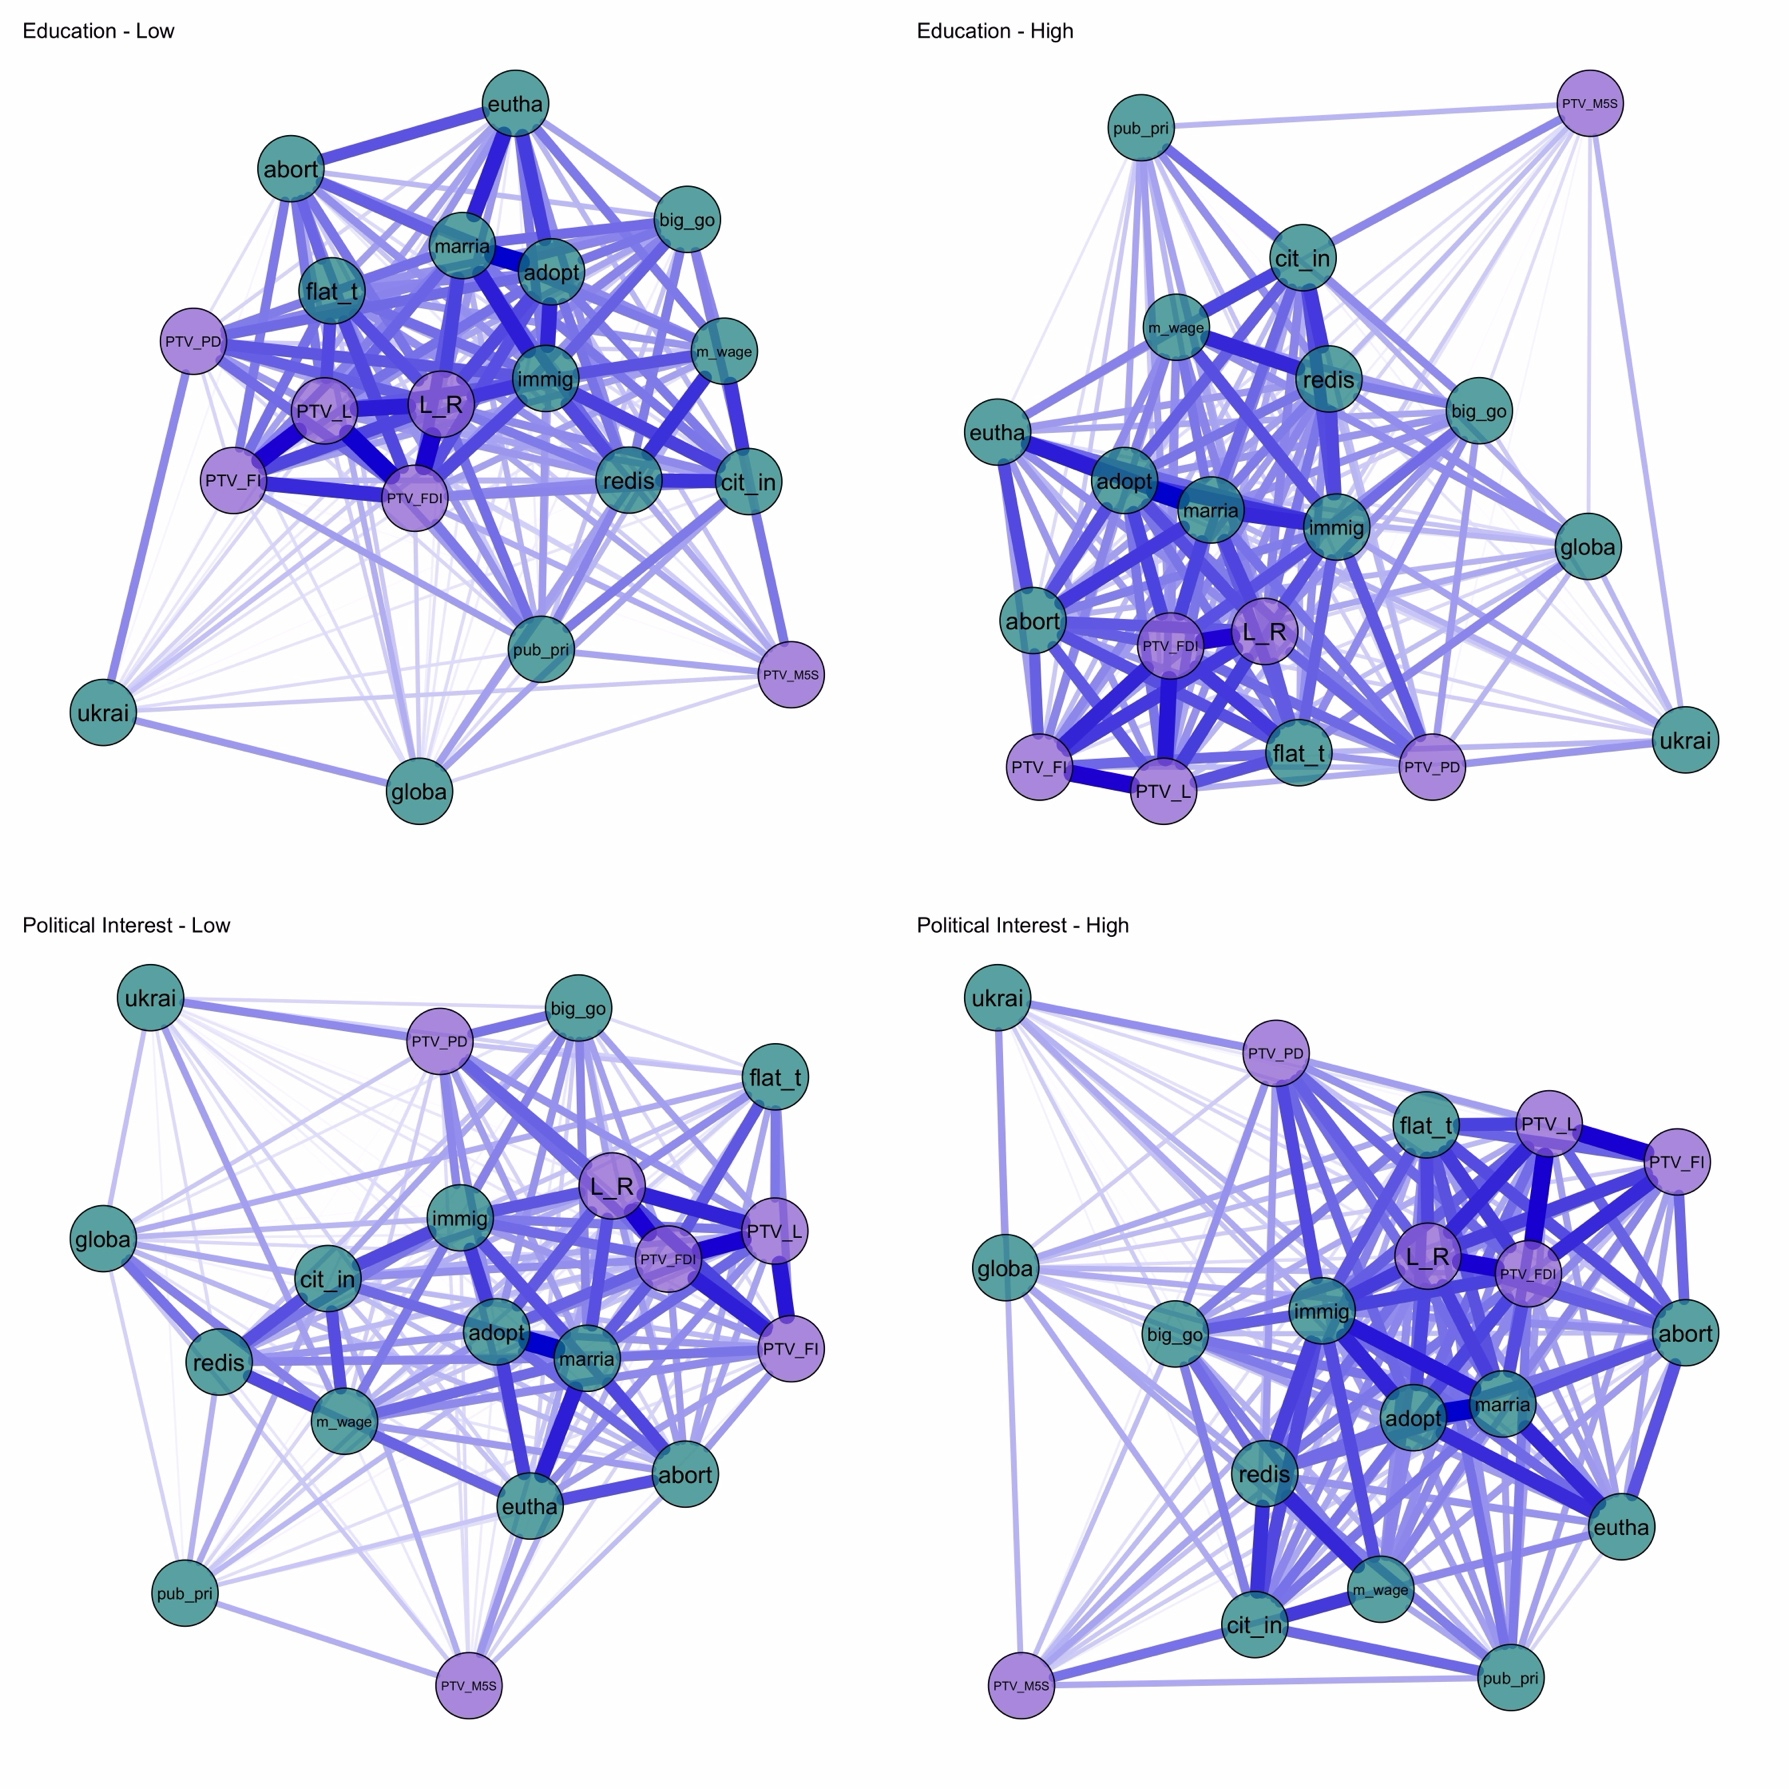 Education - Low
eutha
abort
big_go
marria
adopt
flat_t
PTV_PD
m_wage
immig
PTV_L
L_R
PTV_FI
PTV_FDI
redis
cit_in
pub_pri
PTV_M5S
ukrai
globa
Education - High
PTV_M5S
pub_pri
cit_in
m_wage
redis
big_go
eutha
adopt
marria
immig
globa
abort
PTV_FDI
L_R
ukrai
PTV_FI
flat_t
PTV_PD
PTV_L
Political Interest - Low
ukrai
big_go
PTV_PD
flat_t
L_R
immig
PTV_L
globa
PTV_FDI
cit_in
adopt
marria
PTV_FI
redis
m_wage
abort
eutha
pub_pri
PTV_M5S
Political Interest - High
ukrai
PTV_PD
flat_t
PTV_L
PTV_FI
L_R
globa
PTV_FDI
immig
big_go
abort
marria
adopt
redis
eutha
m_wage
cit_in
pub_pri
PTV_M5S